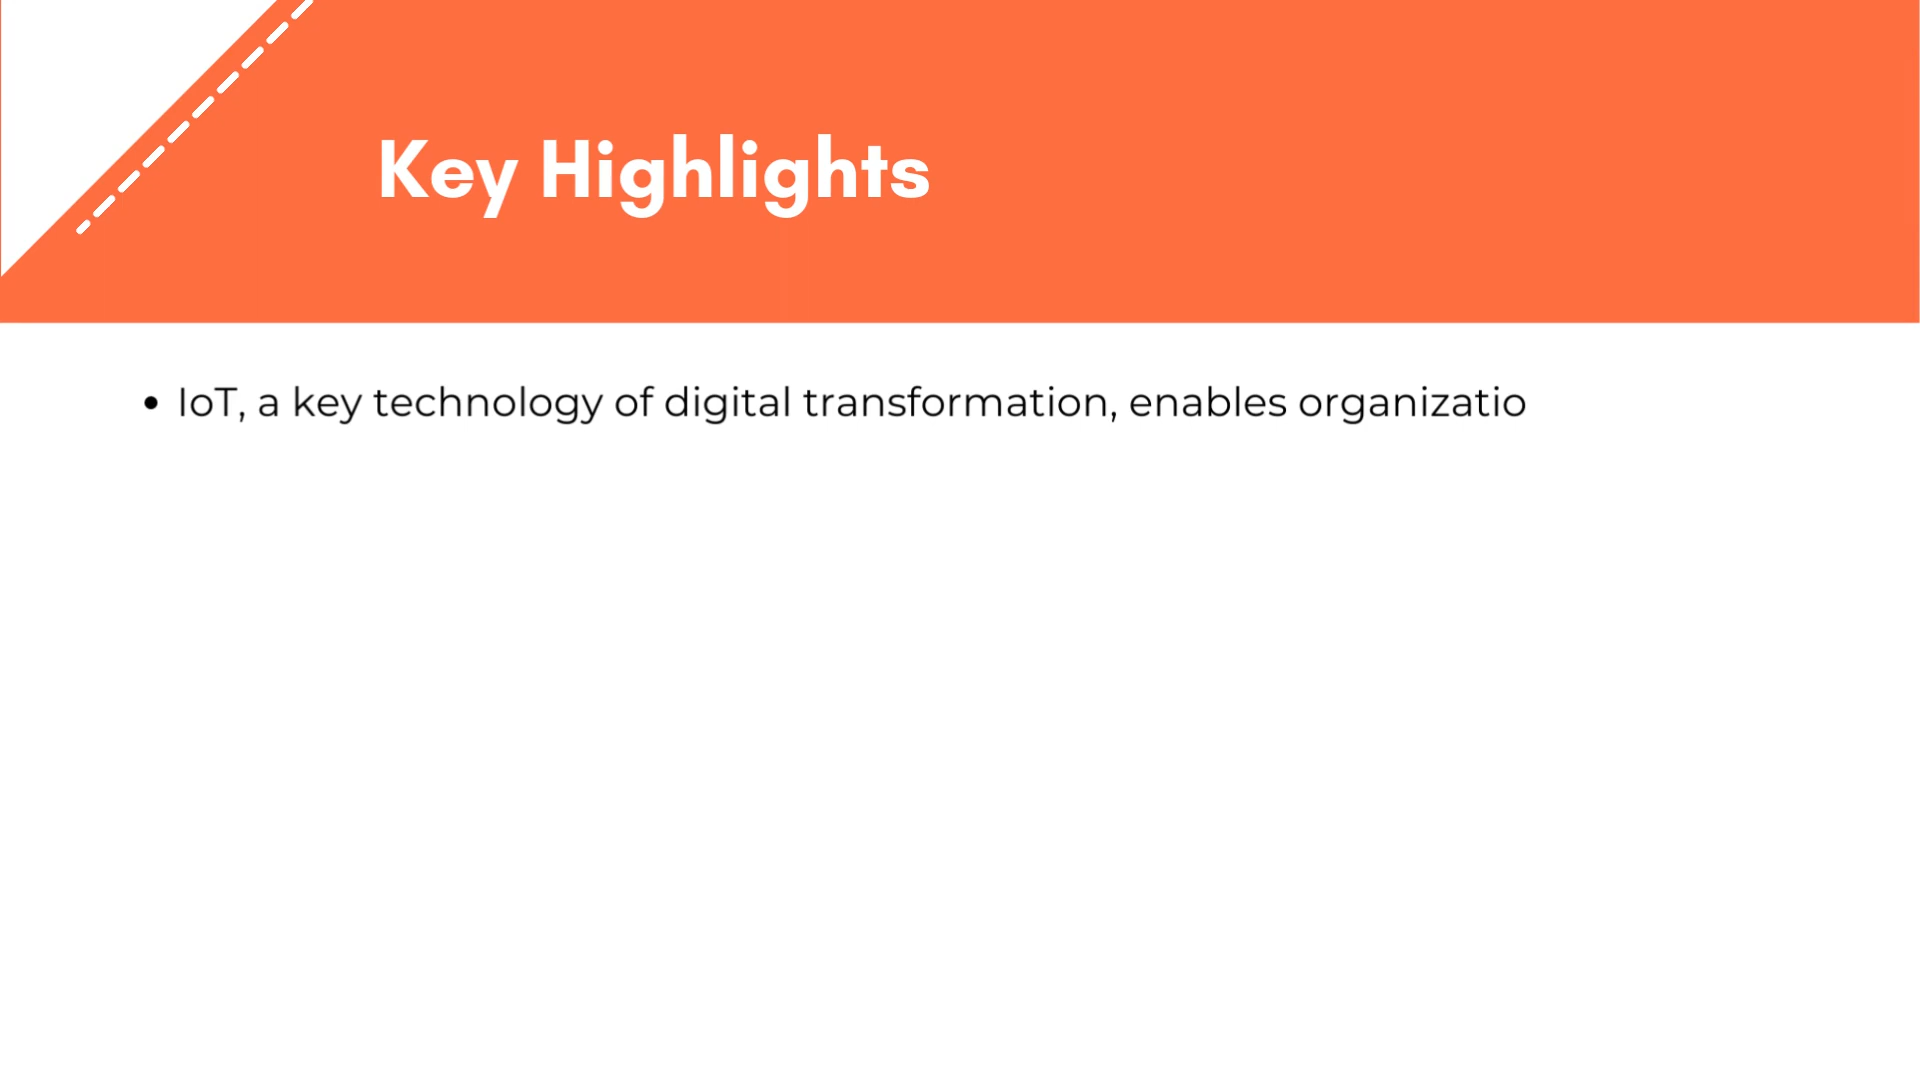 Key Highlights
• IoT, a key technology of digital transformation, enables organizatio